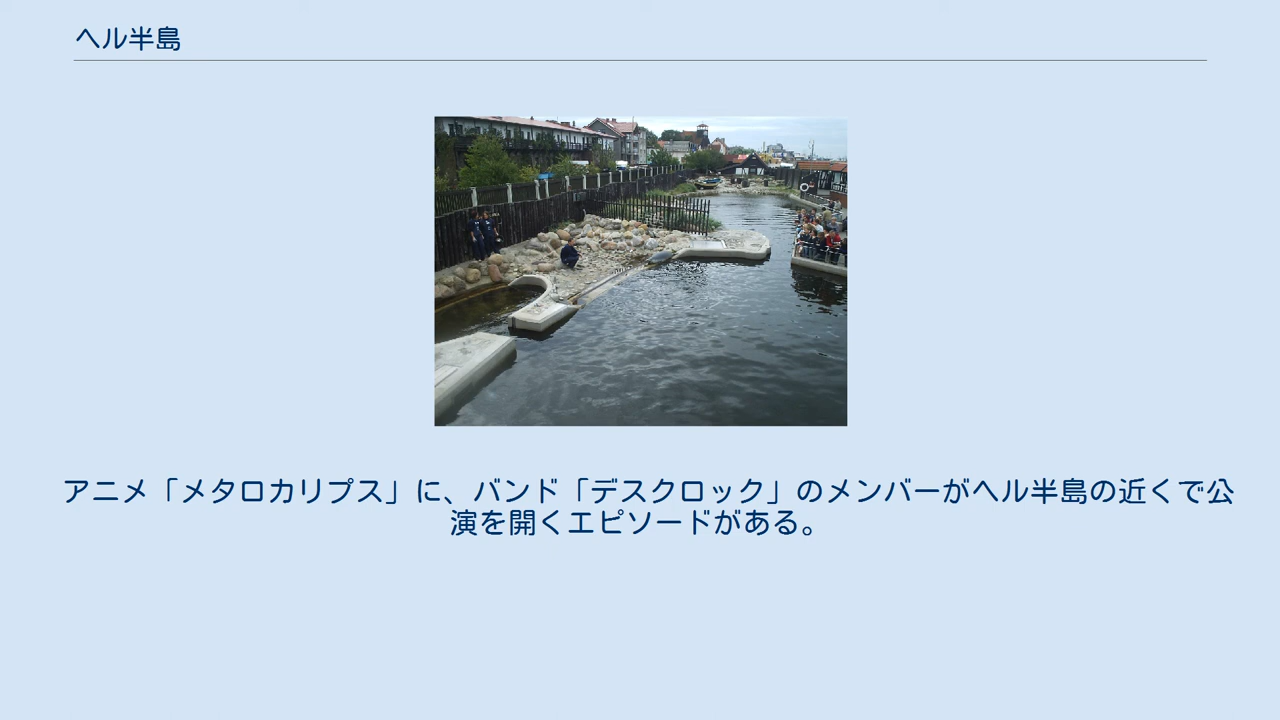 ヘル半島
アニメ「メタロカリプス」に、バンド「デスクロック」のメンバーがヘル半島の近くで公
演を開くエピソードがある。